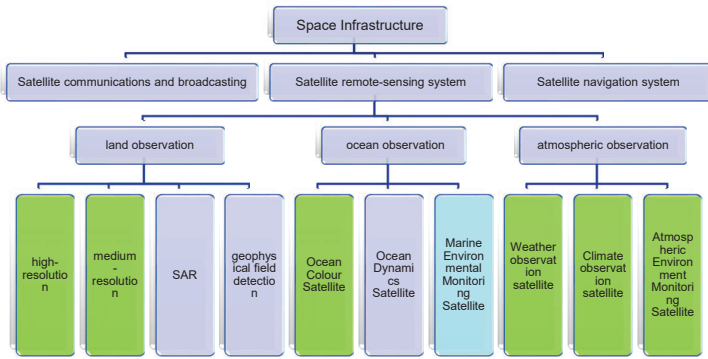 Space Infrastructure
Satellite communications and broadcasting
Satellite remote-sensing system
Satellite navigation system
land observation
ocean observation
atmospheric observation
high-
resolutio
n
medium
-
resolutio
n
SAR
geophys
ical field
detectio
n
Ocean
Colour
Satellite
Ocean
Dynami
cs
Satellite
Marine
Environ
mental
Monitori
ng
Satellite
Weather
observat
ion
satellite
Climate
observat
ion
satellite
Atmosp
heric
Environ
ment
Monitori
ng
Satellite